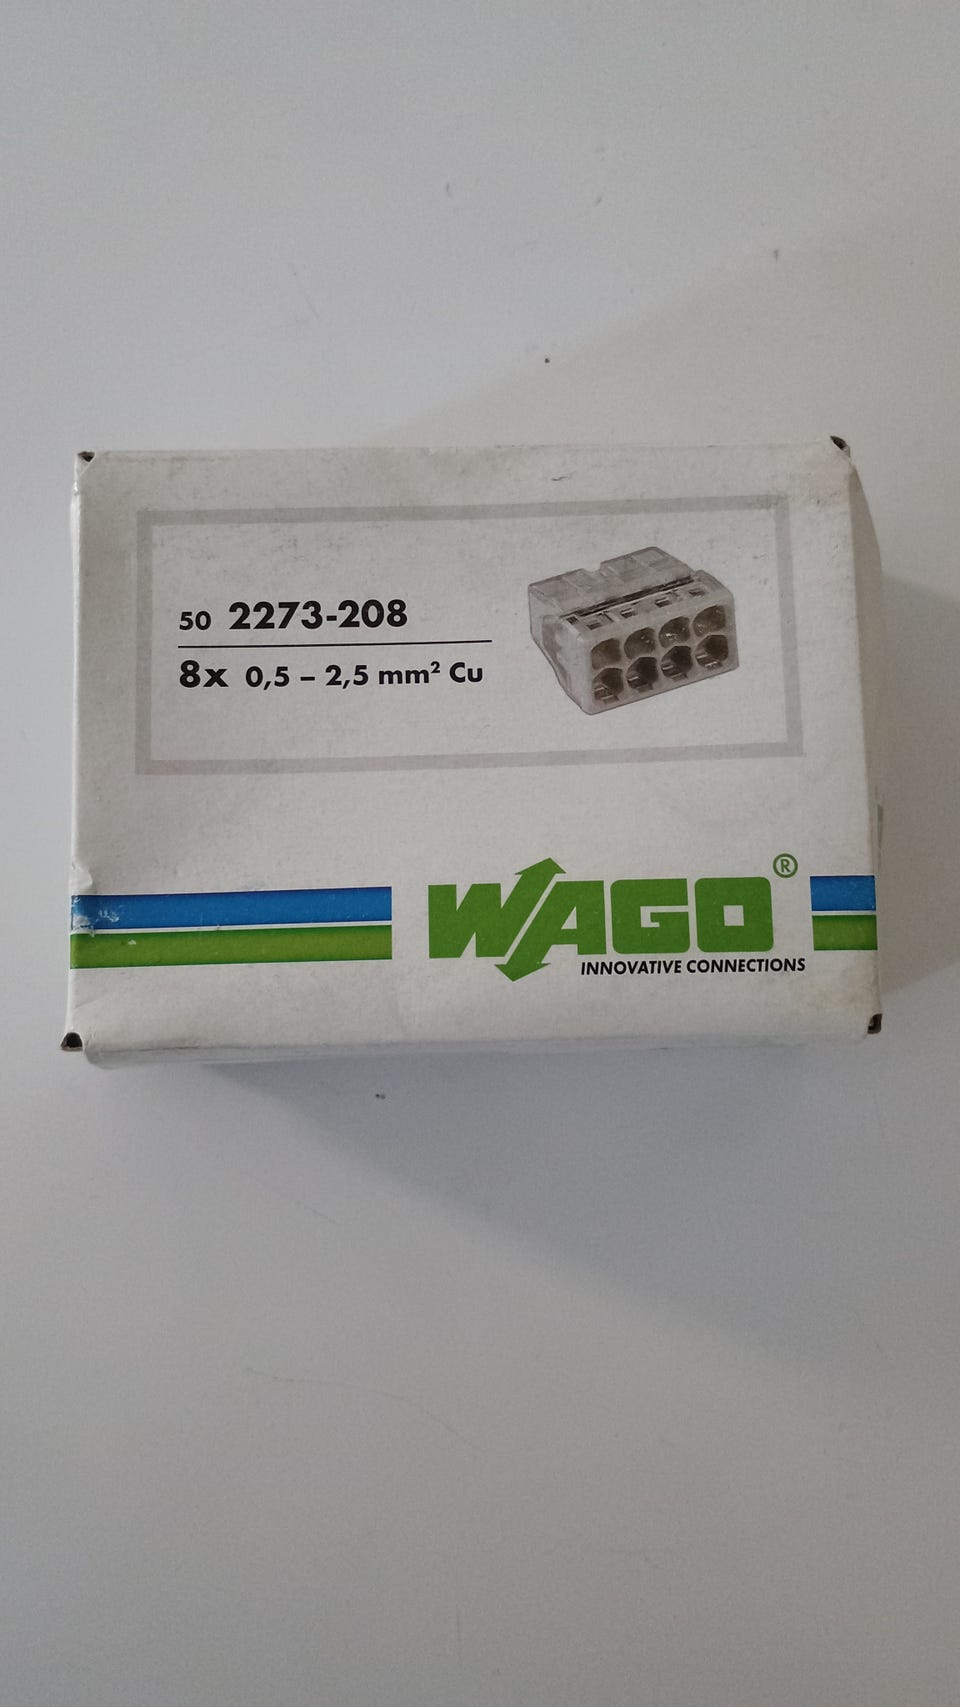 50 2273-208
8x 0,5 – 2,5 mm² Cu
WAGO®
INNOVATIVE CONNECTIONS